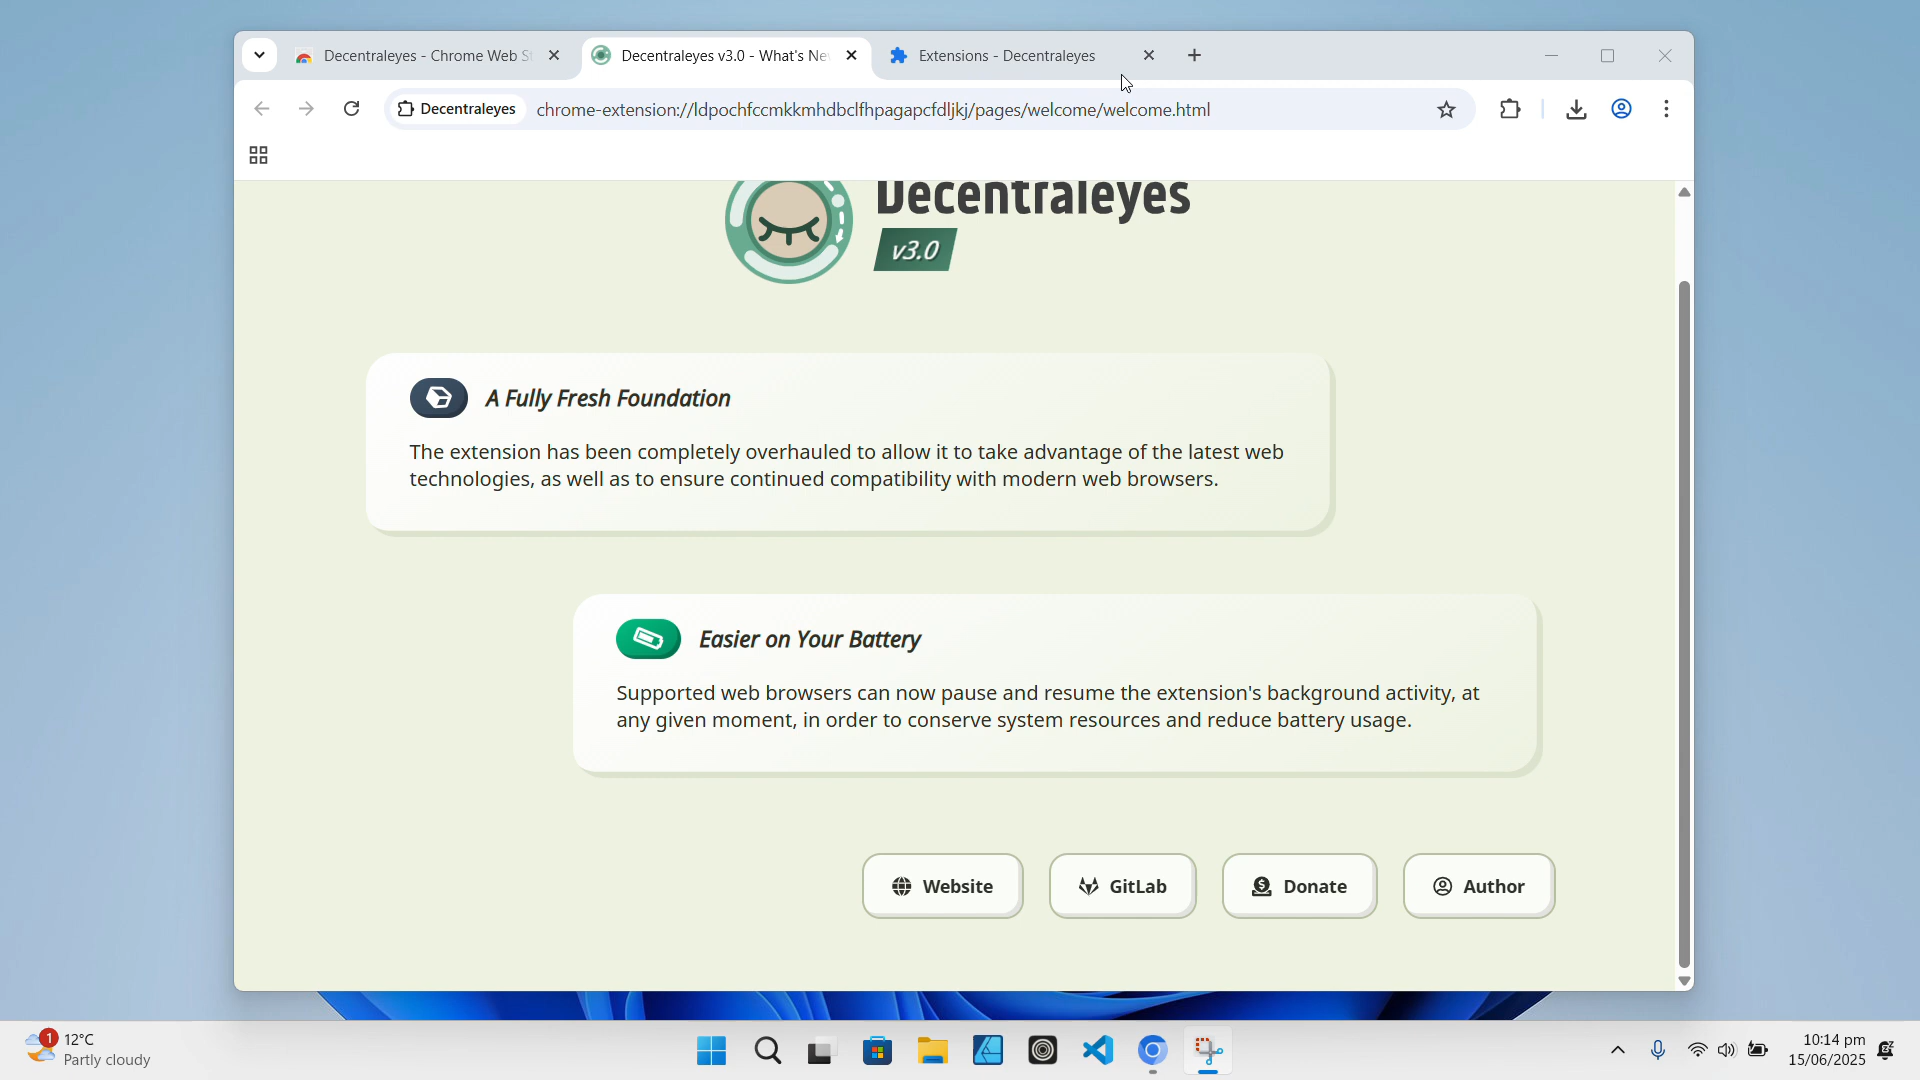 Decentraleyes - Chrome Web St
Decentraleyes v3.0 - What's Ne
Extensions - Decentraleyes
Decentraleyes
chrome-extension://ldpochfccmkkmhdbclfhpagapcfdljkj/pages/welcome/welcome.html
Decentraleyes
v3.0
A Fully Fresh Foundation
The extension has been completely overhauled to allow it to take advantage of the latest web
technologies, as well as to ensure continued compatibility with modern web browsers.
Easier on Your Battery
Supported web browsers can now pause and resume the extension's background activity, at
any given moment, in order to conserve system resources and reduce battery usage.
Website
GitLab
Donate
Author
1
12°C
Partly cloudy
10:14 pm
15/06/2025